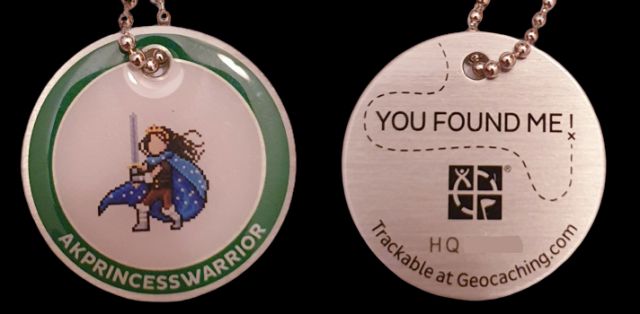 AKPRINCESSWARRIOR
YOU FOUND ME!
HQ
Trackable at Geocaching.com